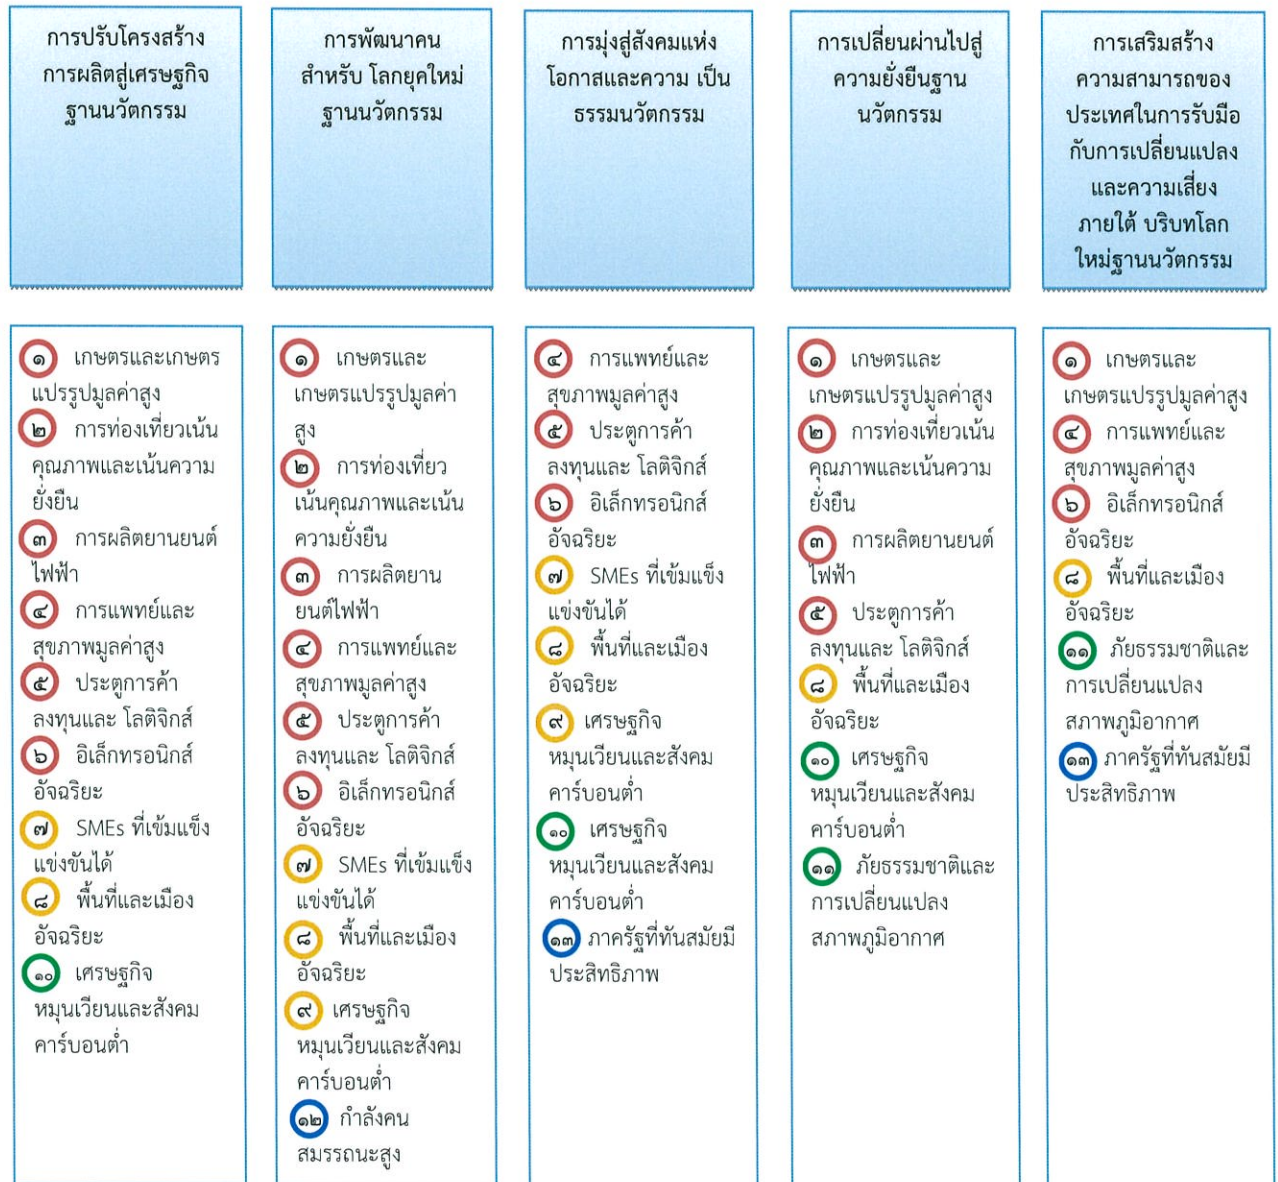 การปรับโครงสร้าง
การผลิตสู่เศรษฐกิจ
ฐานนวัตกรรม
การพัฒนาคน
สำหรับ โลกยุคใหม่
ฐานนวัตกรรม
การมุ่งสู่สังคมแห่ง
โอกาสและความ เป็น
ธรรมนวัตกรรม
การเปลี่ยนผ่านไปสู่
ความยั่งยืนฐาน
นวัตกรรม
การเสริมสร้าง
ความสามารถของ
ประเทศในการรับมือ
กับการเปลี่ยนแปลง
และความเสี่ยง
ภายใต้ บริบทโลก
ใหม่ฐานนวัตกรรม
๑ เกษตรและเกษตร
แปรรูปมูลค่าสูง
๒ การท่องเที่ยวเน้น
คุณภาพและเน้นความ
ยั่งยืน
๓ การผลิตยานยนต์
ไฟฟ้า
๔ การแพทย์และ
สุขภาพมูลค่าสูง
๕ ประตูการค้า
ลงทุนและ โลติจิกส์
๖ อิเล็กทรอนิกส์
อัจฉริยะ
๗ SMEs ที่เข้มแข็ง
แข่งขันได้
๘ พื้นที่และเมือง
อัจฉริยะ
๑๐ เศรษฐกิจ
หมุนเวียนและสังคม
คาร์บอนต่ำ
๑ เกษตรและ
เกษตรแปรรูปมูลค่า
สูง
๒ การท่องเที่ยว
เน้นคุณภาพและเน้น
ความยั่งยืน
๓ การผลิตยาน
ยนต์ไฟฟ้า
๔ การแพทย์และ
สุขภาพมูลค่าสูง
๕ ประตูการค้า
ลงทุนและ โลติจิกส์
๖ อิเล็กทรอนิกส์
อัจฉริยะ
๗ SMEs ที่เข้มแข็ง
แข่งขันได้
๘ พื้นที่และเมือง
อัจฉริยะ
๙ เศรษฐกิจ
หมุนเวียนและสังคม
คาร์บอนต่ำ
๑๒ กำลังคน
สมรรถนะสูง
๔ การแพทย์และ
สุขภาพมูลค่าสูง
๕ ประตูการค้า
ลงทุนและ โลติจิกส์
๖ อิเล็กทรอนิกส์
อัจฉริยะ
๗ SMEs ที่เข้มแข็ง
แข่งขันได้
๘ พื้นที่และเมือง
อัจฉริยะ
๙ เศรษฐกิจ
หมุนเวียนและสังคม
คาร์บอนต่ำ
๑๐ เศรษฐกิจ
หมุนเวียนและสังคม
คาร์บอนต่ำ
๑๓ ภาครัฐที่ทันสมัยมี
ประสิทธิภาพ
๑ เกษตรและ
เกษตรแปรรูปมูลค่าสูง
๒ การท่องเที่ยวเน้น
คุณภาพและเน้นความ
ยั่งยืน
๓ การผลิตยานยนต์
ไฟฟ้า
๕ ประตูการค้า
ลงทุนและ โลติจิกส์
๘ พื้นที่และเมือง
อัจฉริยะ
๑๐ เศรษฐกิจ
หมุนเวียนและสังคม
คาร์บอนต่ำ
๑๑ ภัยธรรมชาติและ
การเปลี่ยนแปลง
สภาพภูมิอากาศ
๑ เกษตรและ
เกษตรแปรรูปมูลค่าสูง
๔ การแพทย์และ
สุขภาพมูลค่าสูง
๖ อิเล็กทรอนิกส์
อัจฉริยะ
๘ พื้นที่และเมือง
อัจฉริยะ
๑๑ ภัยธรรมชาติและ
การเปลี่ยนแปลง
สภาพภูมิอากาศ
๑๓ ภาครัฐที่ทันสมัยมี
ประสิทธิภาพ